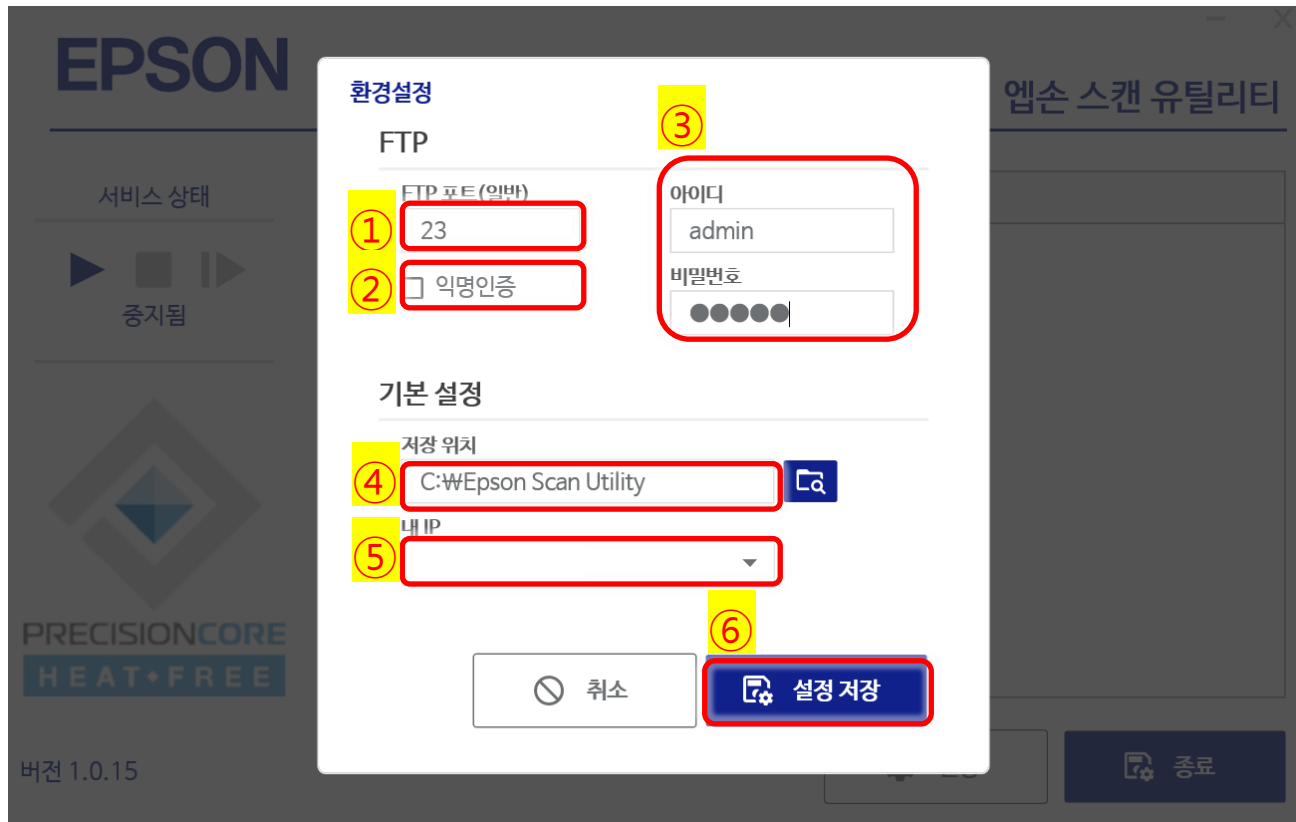 EPSON
엡손 스캔 유틸리티
서비스 상태
중지됨
PRECISIONCORE
HEAT•FREE
버전 1.0.15
환경설정
FTP
③
FTP 포트(일반)
① 23
② 익명인증
아이디
admin
비밀번호
●●●●●
기본 설정
저장 위치
④ C:₩Epson Scan Utility
내 IP
⑤
⑥
취소
설정 저장
종료